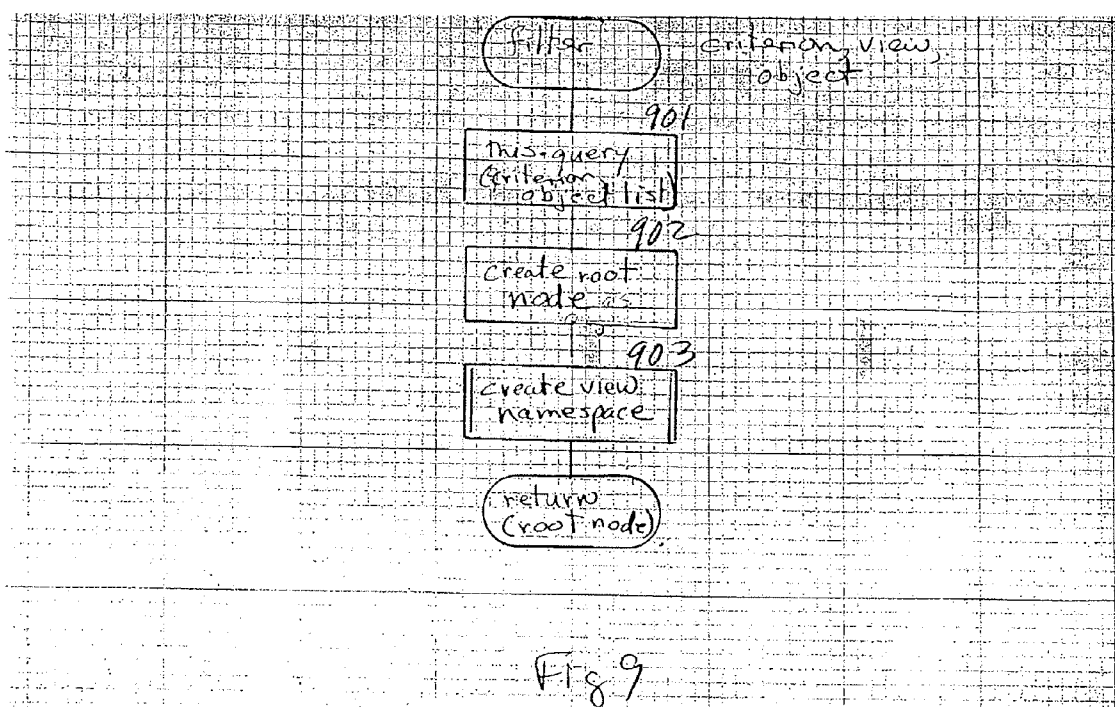 filter
criterion, view,
object
901
this.query
(criterion,
object list)
902
create root
node as
903
create view
namespace
return
(root node)
Fig 9